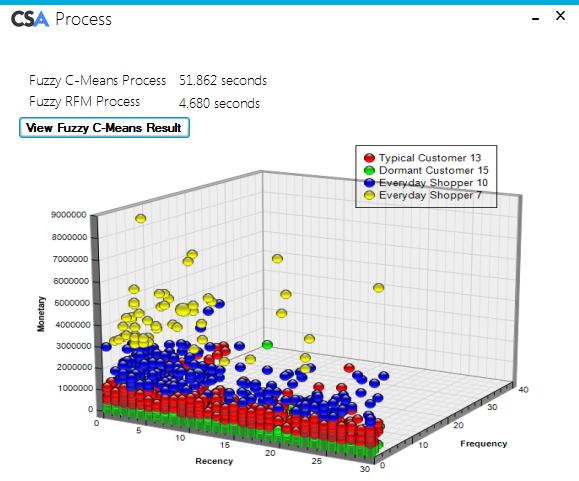 CSA Process
Fuzzy C-Means Process 51.862 seconds
Fuzzy RFM Process 4.680 seconds
View Fuzzy C-Means Result
Typical Customer 13
Dormant Customer 15
Everyday Shopper 10
Everyday Shopper 7
9000000
8000000
7000000
6000000
5000000
4000000
3000000
2000000
1000000
0
Monetary
0
5
10
15
20
25
30
Recency
0
10
20
30
40
Frequency